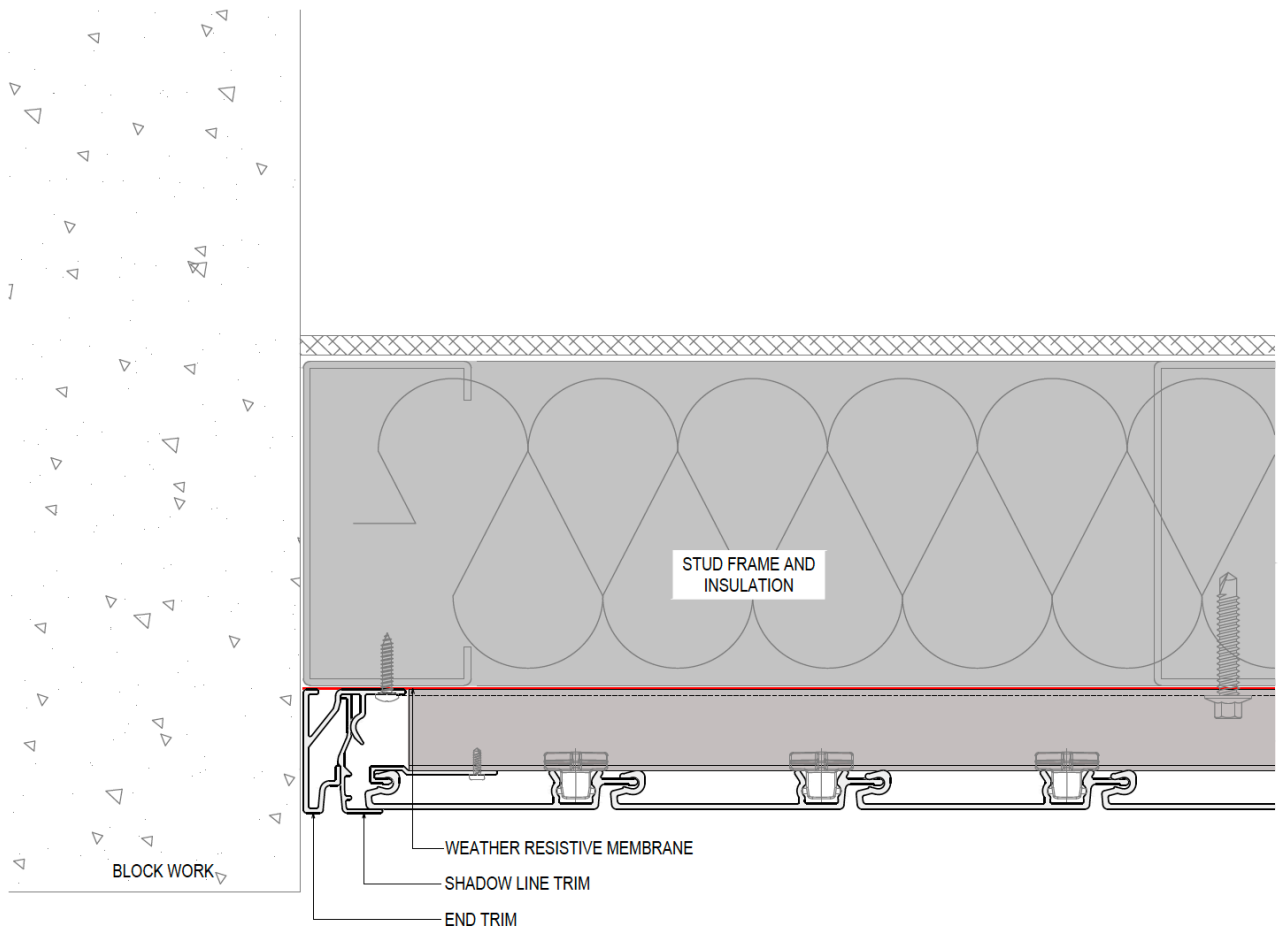 STUD FRAME AND
INSULATION
WEATHER RESISTIVE MEMBRANE
BLOCK WORK
SHADOW LINE TRIM
END TRIM